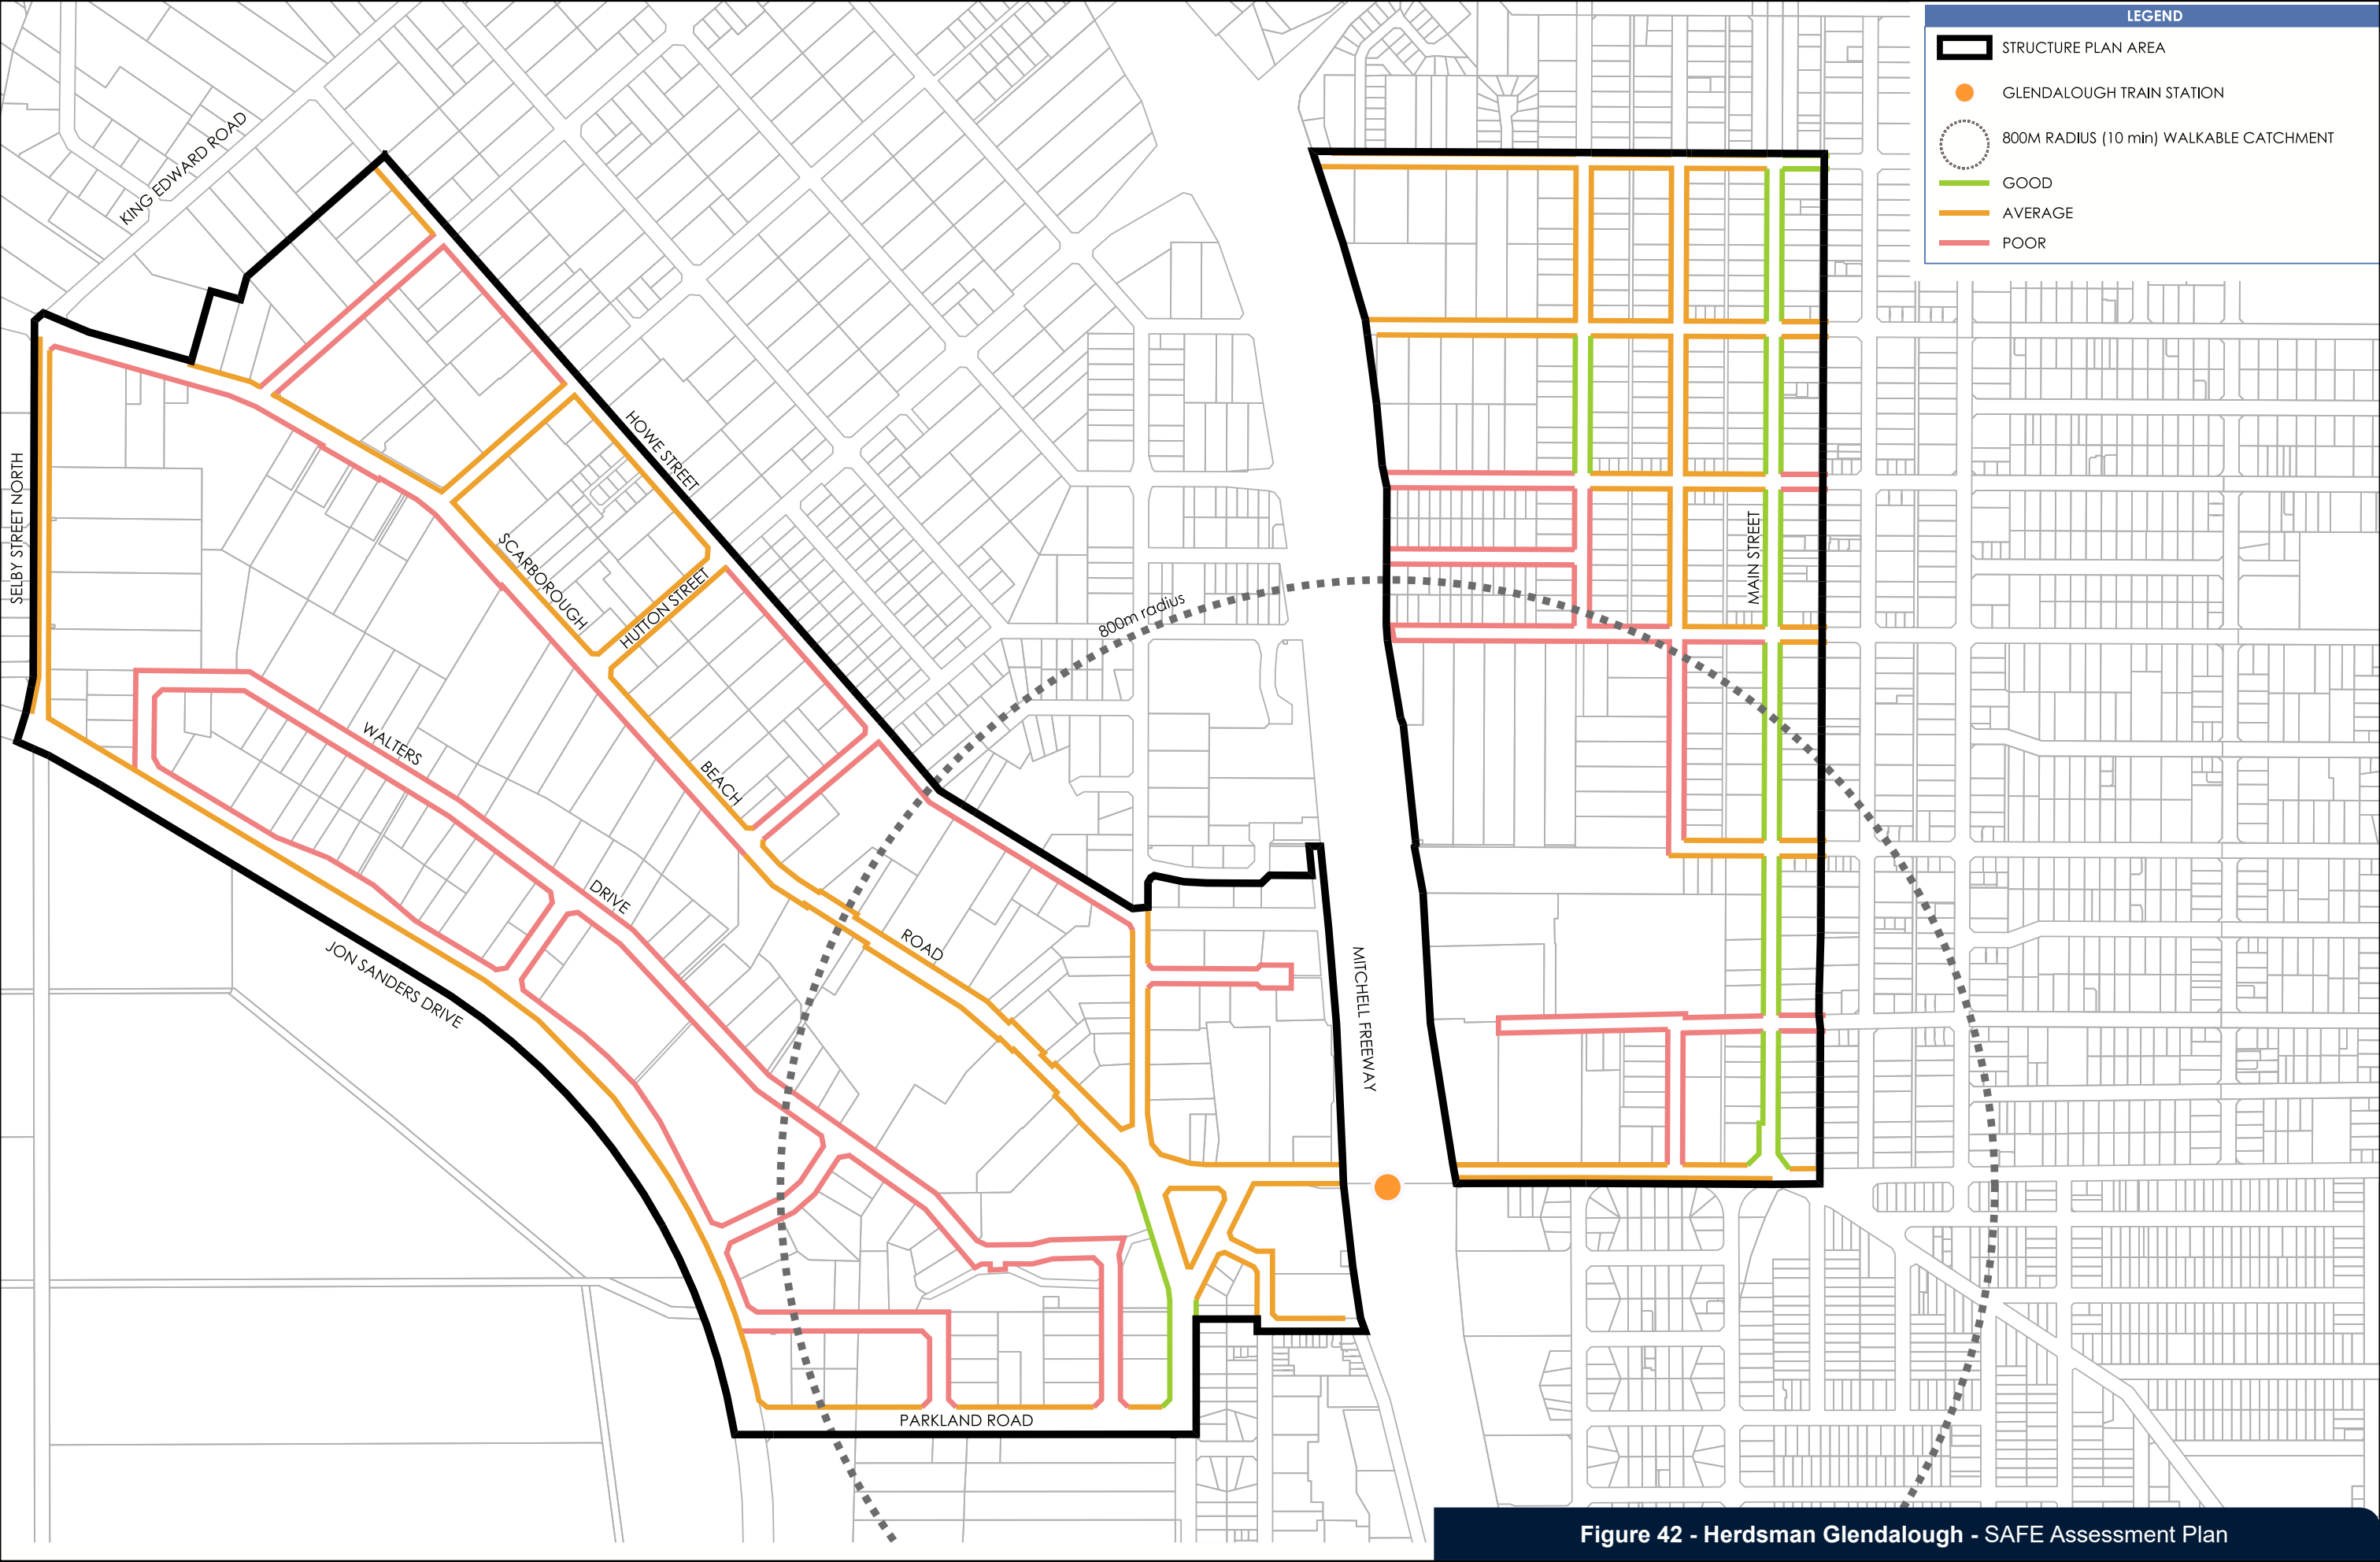 LEGEND
STRUCTURE PLAN AREA
GLENDALOUGH TRAIN STATION
800M RADIUS (10 min) WALKABLE CATCHMENT
GOOD
AVERAGE
POOR
KING EDWARD ROAD
HOWE STREET
SELBY STREET NORTH
SCARBOROUGH
HUTTON STREET
MAIN STREET
800m radius
WALTERS
BEACH
DRIVE
ROAD
JON SANDERS DRIVE
MITCHELL FREEWAY
PARKLAND ROAD
Figure 42 - Herdsman Glendalough - SAFE Assessment Plan